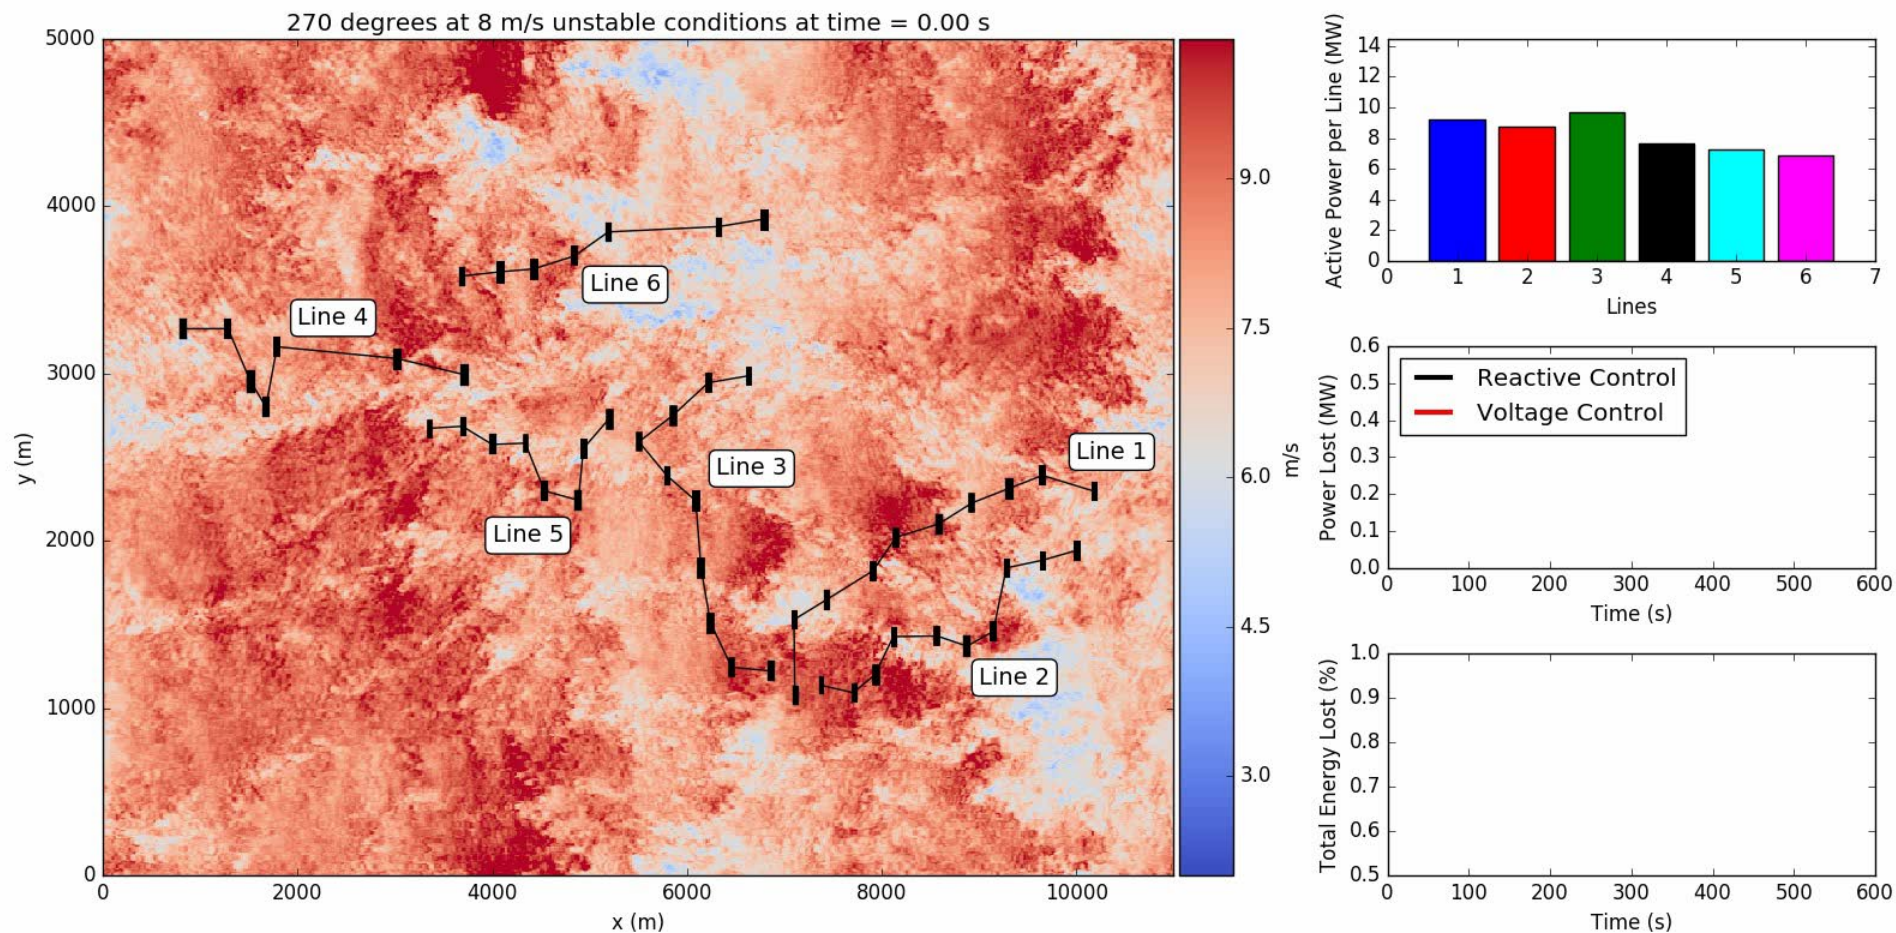 270 degrees at 8 m/s unstable conditions at time = 0.00 s
5000
4000
3000
2000
1000
0
y (m)
0 2000 4000 6000 8000 10000
x (m)
Line 6
Line 4
Line 3
Line 1
Line 5
Line 2
9.0
7.5
6.0
4.5
3.0
m/s
Active Power per Line (MW)
14
12
10
8
6
4
2
0
0 1 2 3 4 5 6 7
Lines
Power Lost (MW)
0.6
0.5
0.4
0.3
0.2
0.1
0.0
Reactive Control
Voltage Control
0 100 200 300 400 500 600
Time (s)
Total Energy Lost (%)
1.0
0.9
0.8
0.7
0.6
0.5
0 100 200 300 400 500 600
Time (s)